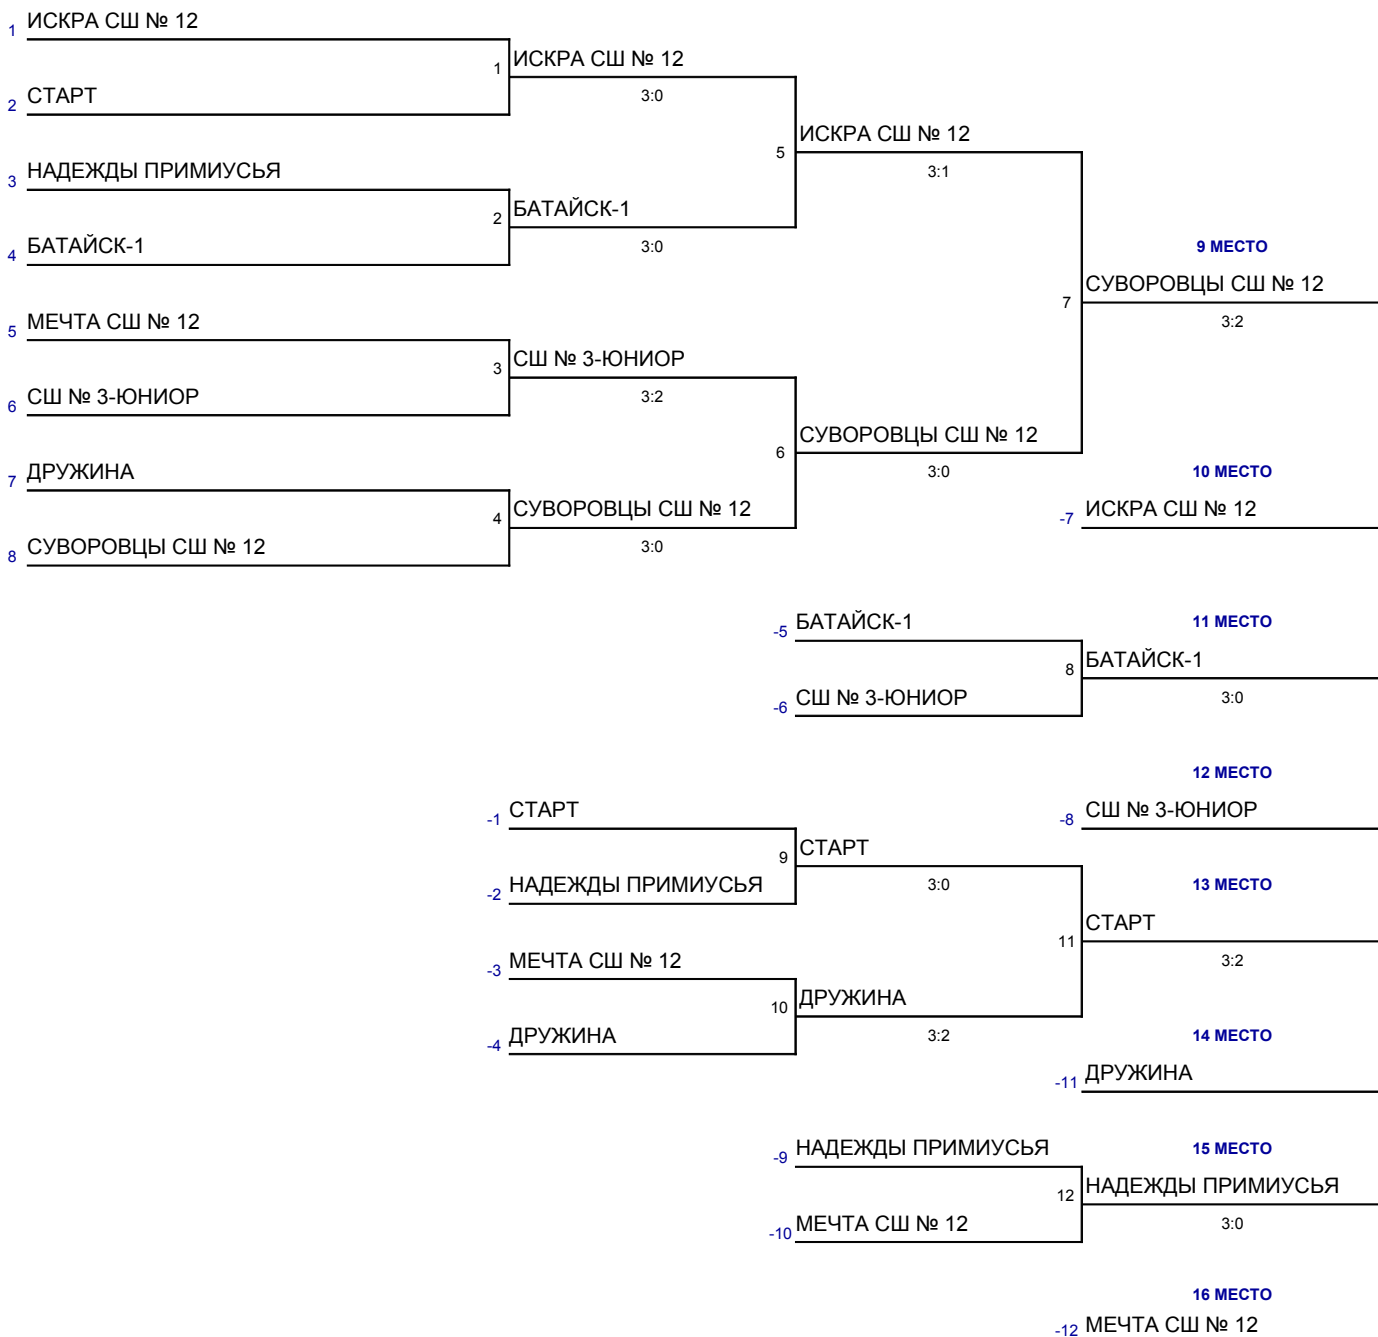 ИСКРА СШ № 12
1
ИСКРА СШ № 12
1
3:0
СТАРТ
2
ИСКРА СШ № 12
5
3:1
НАДЕЖДЫ ПРИМИУСЬЯ
3
БАТАЙСК-1
2
3:0
БАТАЙСК-1
4
9 МЕСТО
СУВОРОВЦЫ СШ № 12
7
3:2
МЕЧТА СШ № 12
5
СШ № 3-ЮНИОР
3
3:2
СШ № 3-ЮНИОР
6
СУВОРОВЦЫ СШ № 12
6
3:0
ДРУЖИНА
7
10 МЕСТО
СУВОРОВЦЫ СШ № 12
4
3:0
-7 ИСКРА СШ № 12
СУВОРОВЦЫ СШ № 12
8
-5 БАТАЙСК-1
11 МЕСТО
БАТАЙСК-1
8
3:0
-6 СШ № 3-ЮНИОР
12 МЕСТО
-1 СТАРТ
-8 СШ № 3-ЮНИОР
СТАРТ
9
3:0
-2 НАДЕЖДЫ ПРИМИУСЬЯ
13 МЕСТО
СТАРТ
11
3:2
-3 МЕЧТА СШ № 12
ДРУЖИНА
10
3:2
-4 ДРУЖИНА
14 МЕСТО
-11 ДРУЖИНА
-9 НАДЕЖДЫ ПРИМИУСЬЯ
15 МЕСТО
НАДЕЖДЫ ПРИМИУСЬЯ
12
3:0
-10 МЕЧТА СШ № 12
16 МЕСТО
-12 МЕЧТА СШ № 12